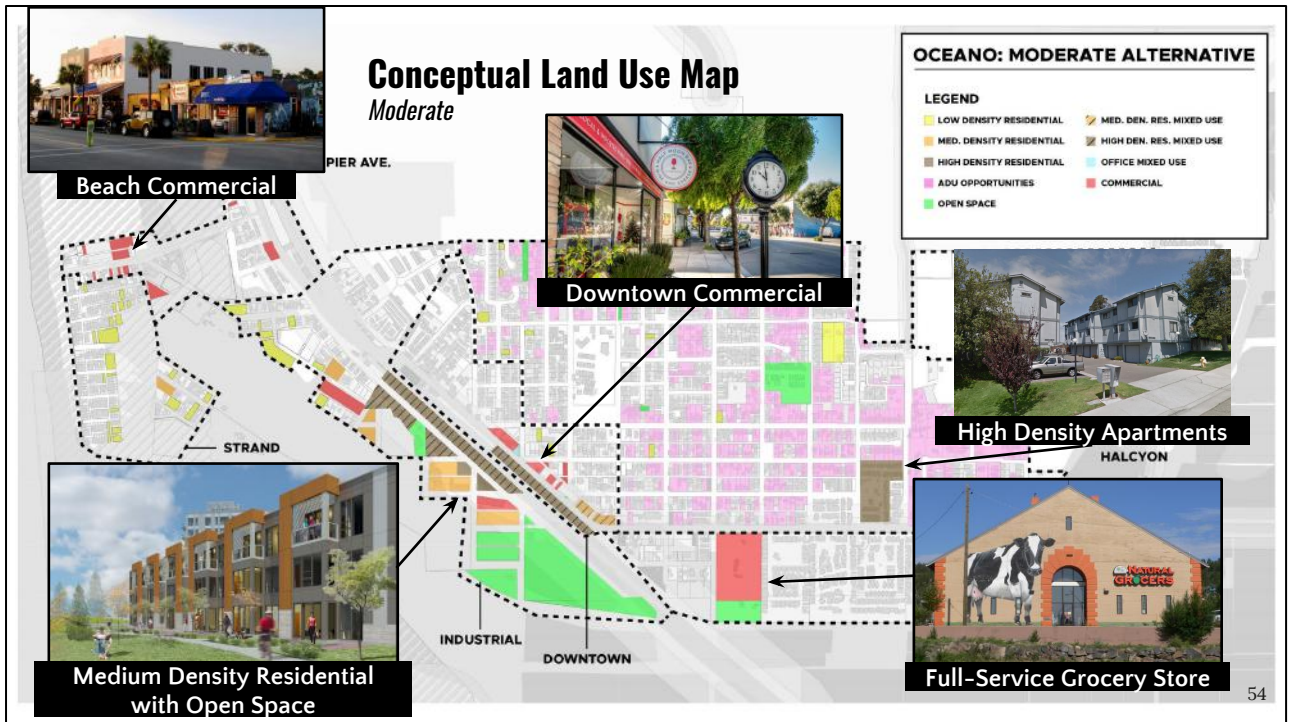 Conceptual Land Use Map
Moderate
OCEANO: MODERATE ALTERNATIVE
LEGEND
LOW DENSITY RESIDENTIAL
MED. DENSITY RESIDENTIAL
HIGH DENSITY RESIDENTIAL
ADU OPPORTUNITIES
OPEN SPACE
MED. DEN. RES. MIXED USE
HIGH DEN. RES. MIXED USE
OFFICE MIXED USE
COMMERCIAL
PIER AVE.
Beach Commercial
Downtown Commercial
High Density Apartments
HALCYON
STRAND
NATURAL
GROCERS
INDUSTRIAL
DOWNTOWN
Medium Density Residential
with Open Space
Full-Service Grocery Store
54